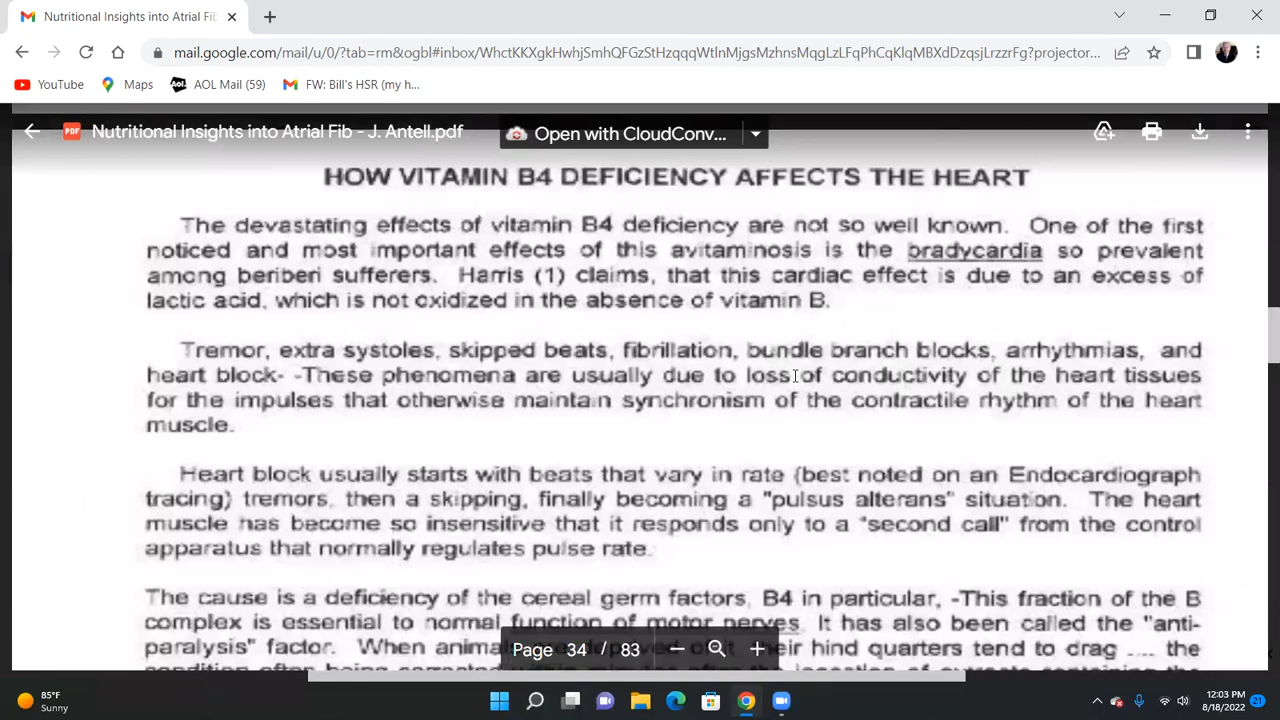 Nutritional Insights into Atrial Fib
mail.google.com/mail/u/0/?tab=rm&ogbl#inbox/WhctKKXgkHwhjSmhQFGzStHzqqqWtlnMjgsMzhnsMqgLzLFqPhCqKlqMBXdDzqsjLrzzrFg?projector...
YouTube Maps AOL Mail (59) FW: Bill's HSR (my h...
PDF Nutritional Insights into Atrial Fib - J. Antell.pdf Open with CloudConv...
HOW VITAMIN B4 DEFICIENCY AFFECTS THE HEART
The devastating effects of vitamin B4 deficiency are not so well known. One of the first
noticed and most important effects of this avitaminosis is the bradycardia so prevalent
among beriberi sufferers. Harris (1) claims, that this cardiac effect is due to an excess of
lactic acid, which is not oxidized in the absence of vitamin B.
Tremor, extra systoles, skipped beats, fibrillation, bundle branch blocks, arrhythmias, and
heart block- -These phenomena are usually due to loss of conductivity of the heart tissues
for the impulses that otherwise maintain synchronism of the contractile rhythm of the heart
muscle.
Heart block usually starts with beats that vary in rate (best noted on an Endocardiograph
tracing) tremors, then a skipping, finally becoming a "pulsus alterans" situation. The heart
muscle has become so insensitive that it responds only to a "second call" from the control
apparatus that normally regulates pulse rate.
The cause is a deficiency of the cereal germ factors, B4 in particular, -This fraction of the B
complex is essential to normal function of motor nerves. It has also been called the "anti-
paralysis" factor. When hind quarters tend to drag .... the
Page 34 / 83
85°F
Sunny
12:03 PM
8/18/2022
21